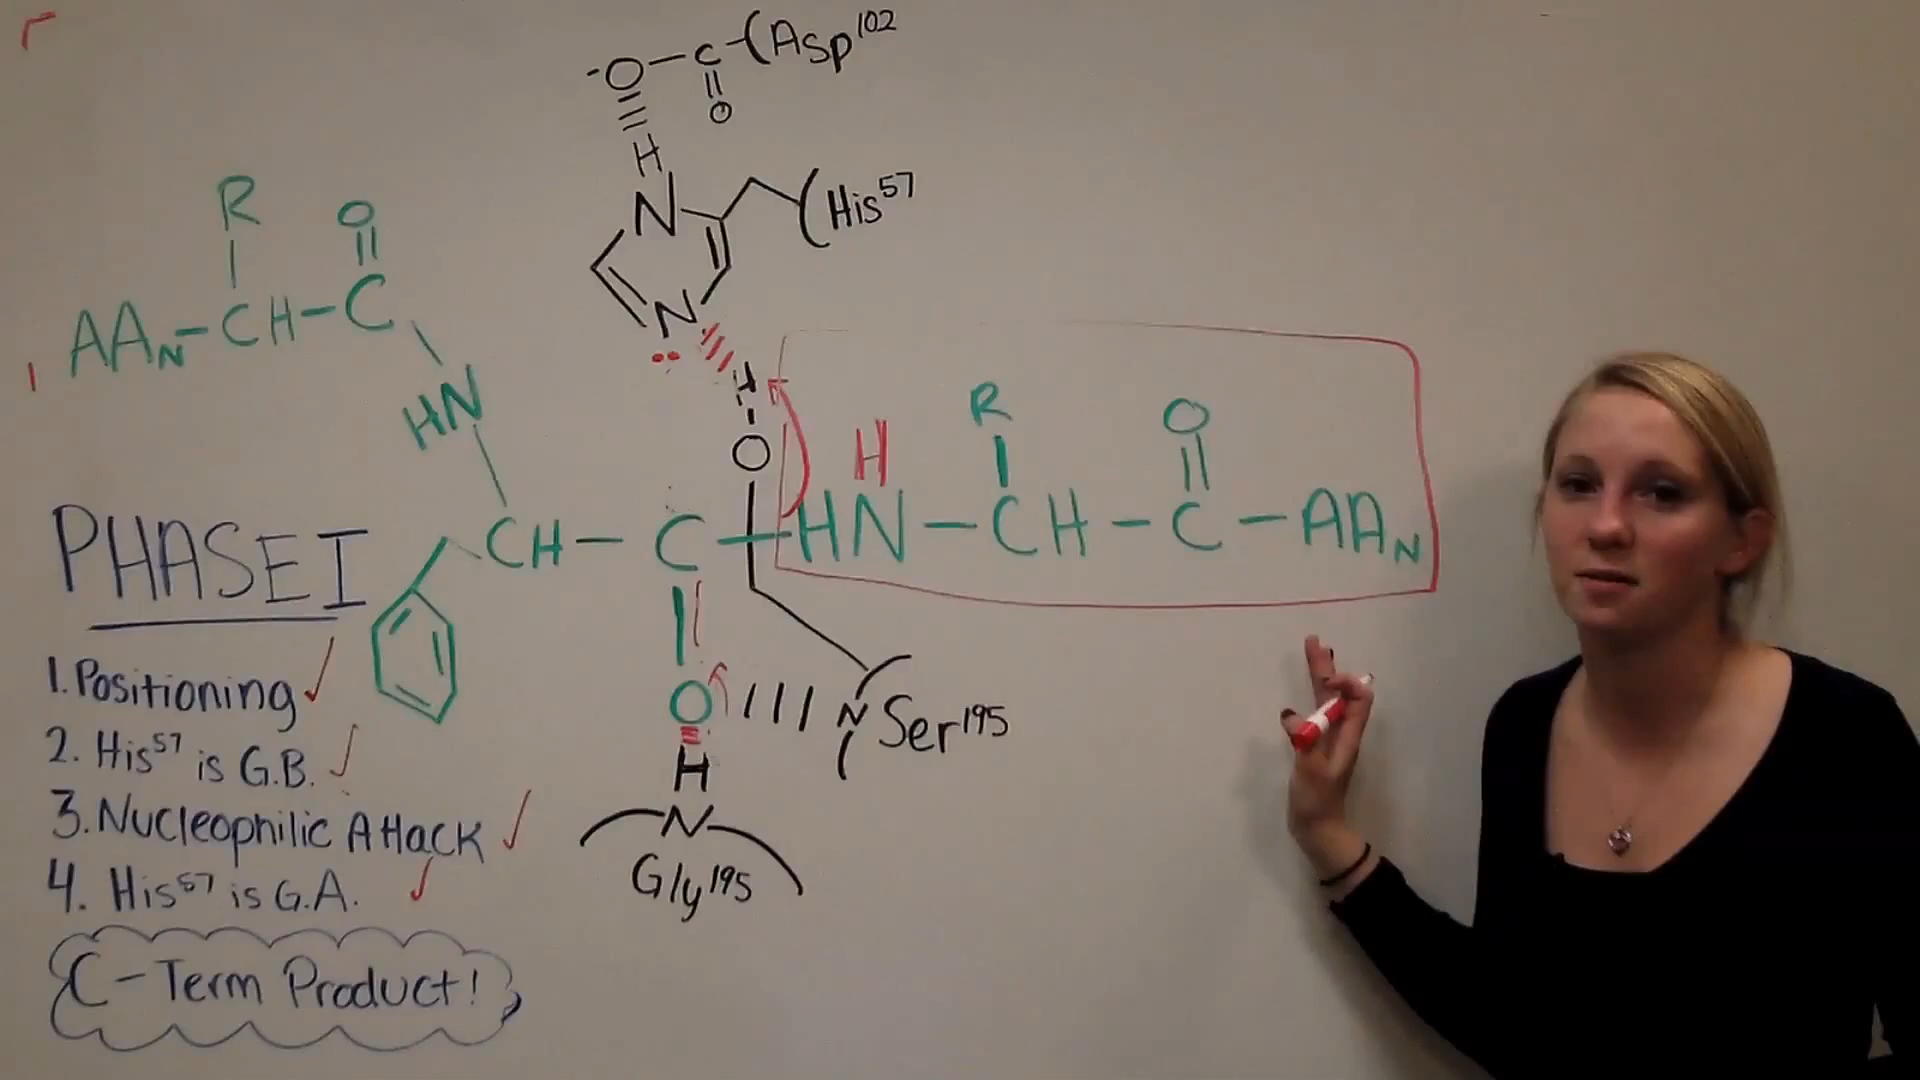 -O-C-(Asp102
O
H
N
(His57
N
H
O
R
O
AAN-CH-C
HN
R
O
H
CH-C-HN-CH-C-AAN
O
N
Ser195
H
N
Gly195
PHASE I
1. Positioning ✓
2. His57 is G.B. ✓
3. Nucleophilic Attack ✓
4. His57 is G.A. ✓
C-Term Product!